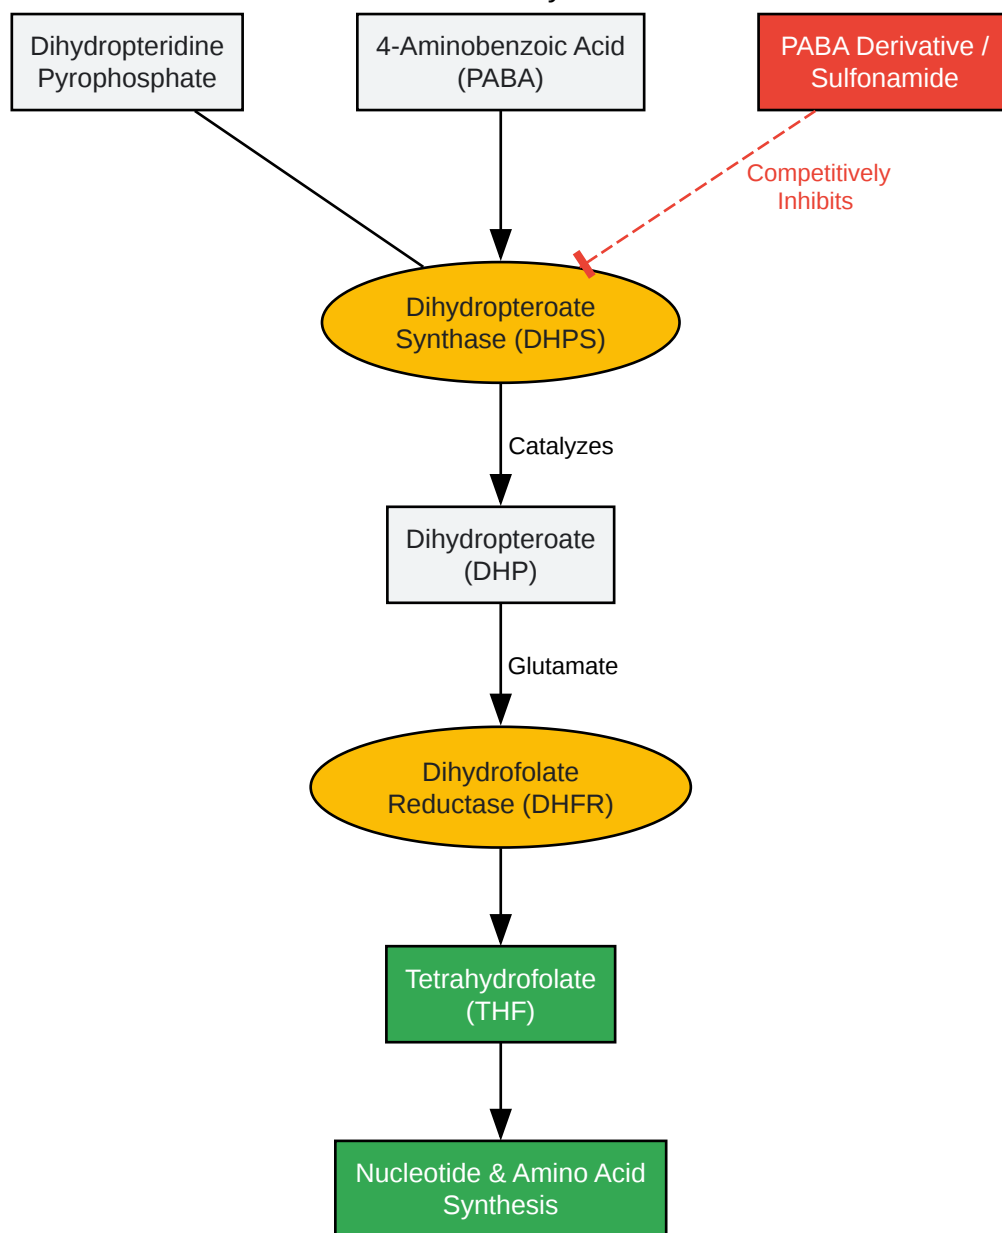 Dihydropteridine
Pyrophosphate
4-Aminobenzoic Acid
(PABA)
PABA Derivative /
Sulfonamide
Competitively
Inhibits
Dihydropteroate
Synthase (DHPS)
Catalyzes
Dihydropteroate
(DHP)
Glutamate
Dihydrofolate
Reductase (DHFR)
Tetrahydrofolate
(THF)
Nucleotide & Amino Acid
Synthesis